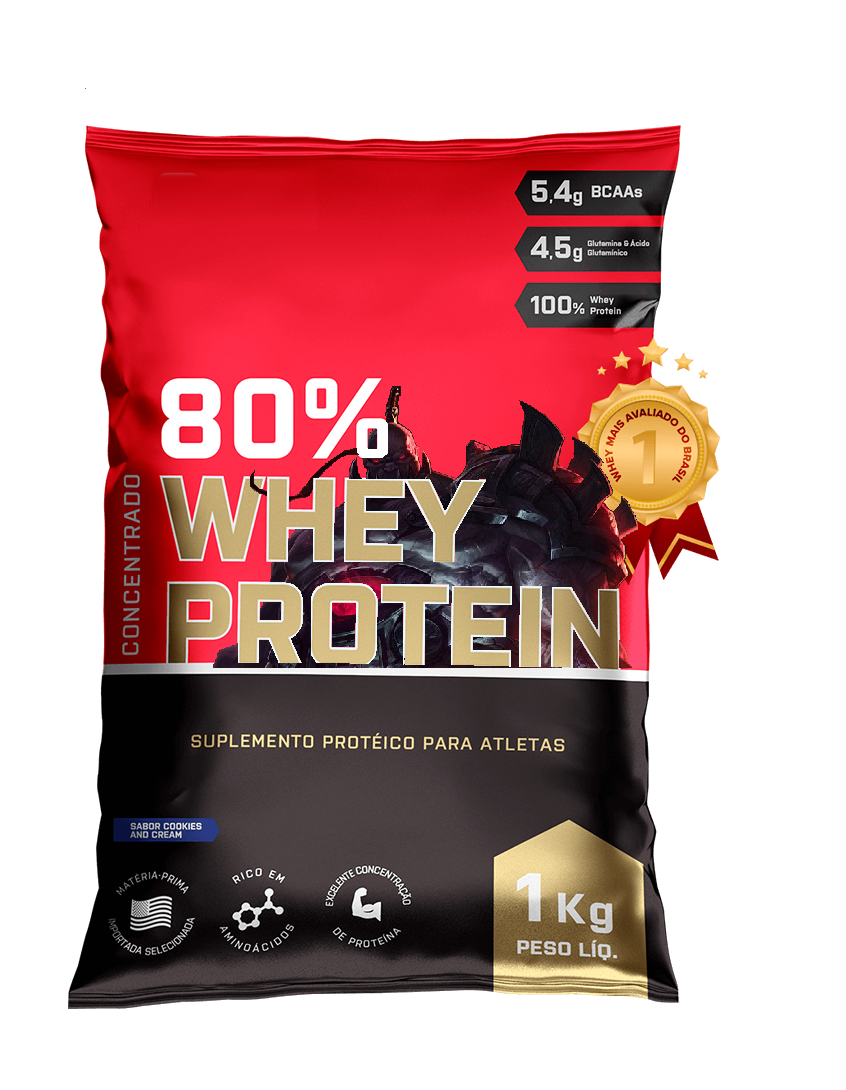 5,4g BCAAs
4,5g Glutamina & Ácido
Glutamínico
100% Whey
Protein
WHEY MAIS AVALIADO DO BRASIL
1
80%
WHEY
PROTEIN
CONCENTRADO
SUPLEMENTO PROTÉICO PARA ATLETAS
SABOR COOKIES
AND CREAM
MATÉRIA-PRIMA
IMPORTADA SELECIONADA
RICO EM
AMINOÁCIDOS
EXCELENTE CONCENTRAÇÃO
DE PROTEÍNA
1Kg
PESO LÍQ.